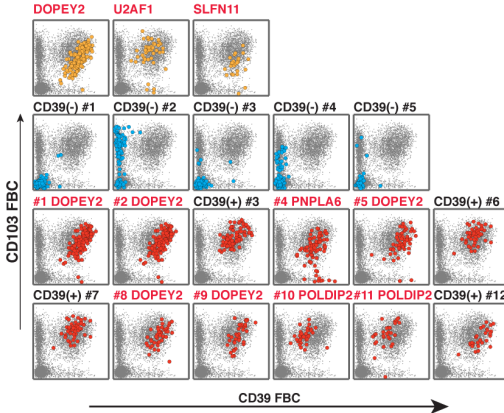 DOPEY2 U2AF1 SLFN11
CD39(-) #1 CD39(-) #2 CD39(-) #3 CD39(-) #4 CD39(-) #5
#1 DOPEY2 #2 DOPEY2 CD39(+) #3 #4 PNPLA6 #5 DOPEY2 CD39(+) #6
CD39(+) #7 #8 DOPEY2 #9 DOPEY2 #10 POLDIP2 #11 POLDIP2 CD39(+) #12
CD103 FBC
CD39 FBC